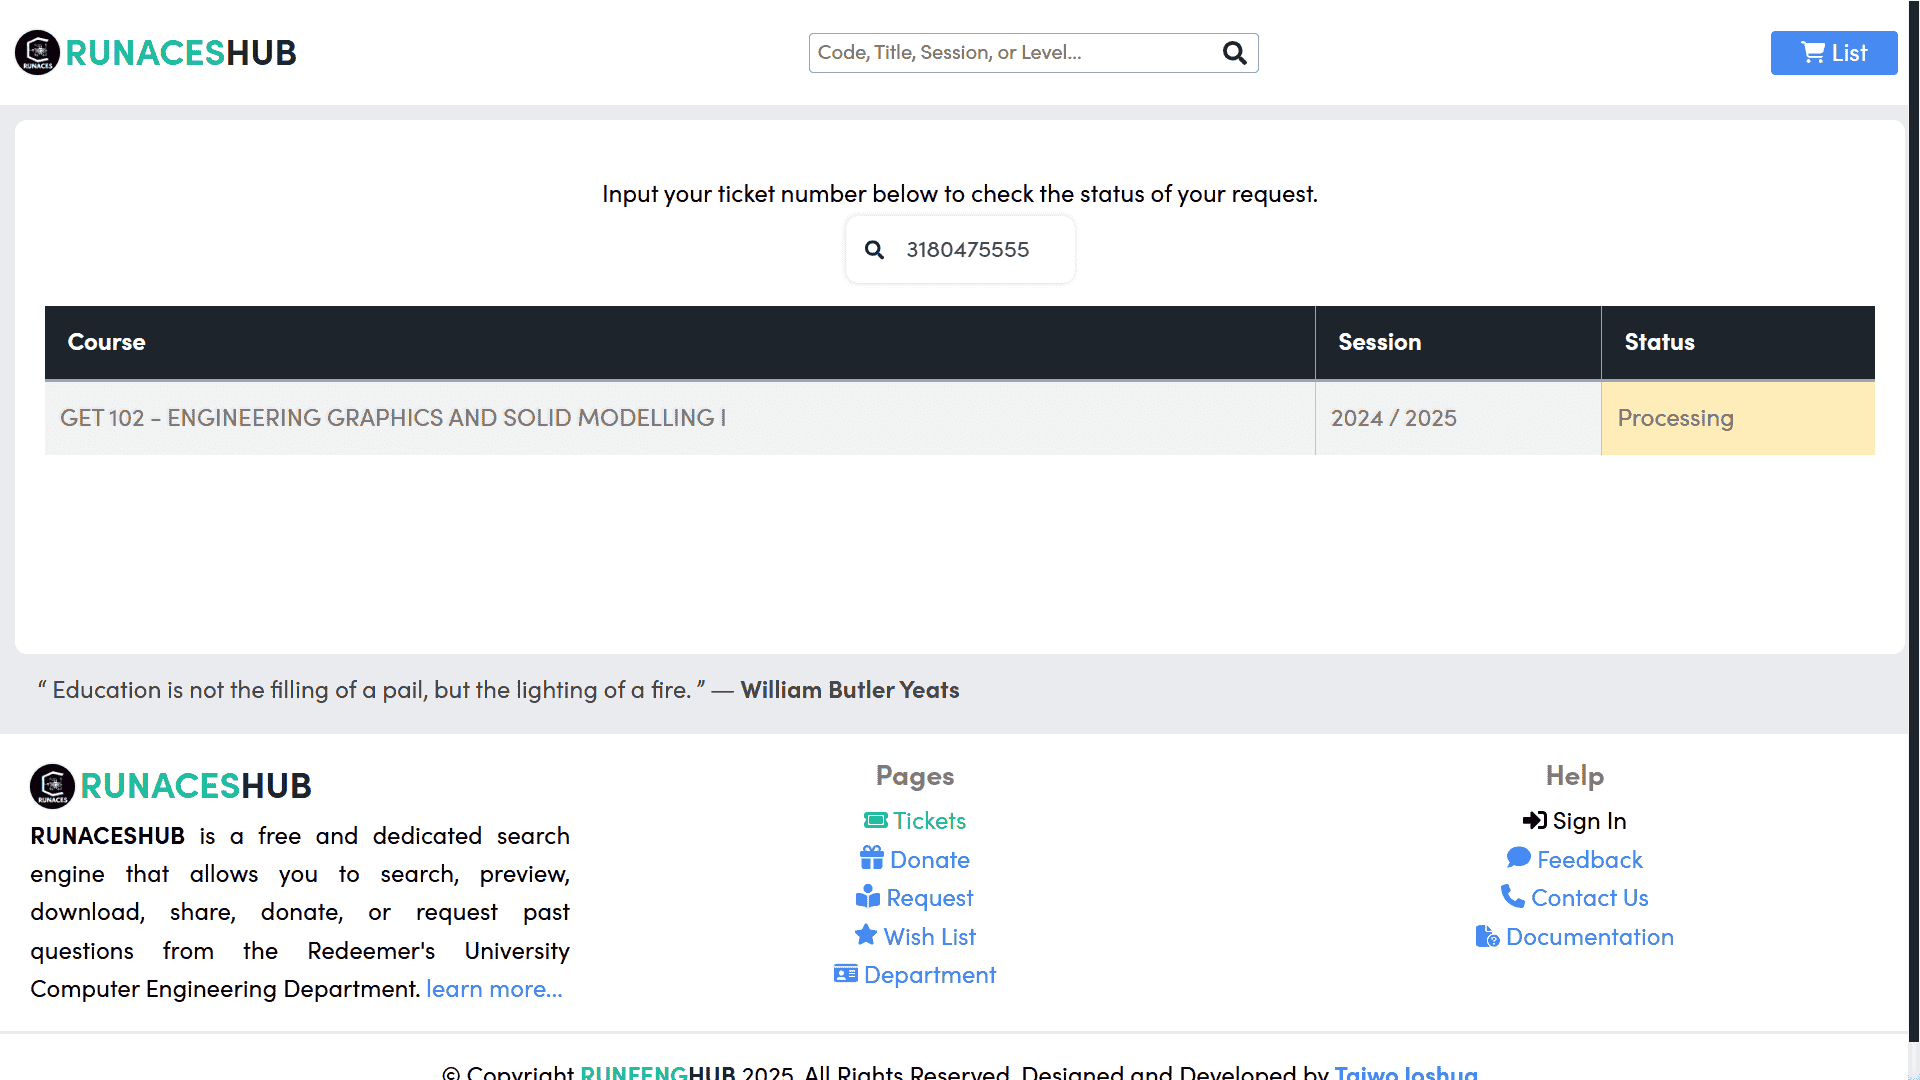 RUNACESHUB
Code, Title, Session, or Level...
List
Input your ticket number below to check the status of your request.
3180475555
Course Session Status
GET 102 - ENGINEERING GRAPHICS AND SOLID MODELLING I 2024 / 2025 Processing
“ Education is not the filling of a pail, but the lighting of a fire. ” — William Butler Yeats
RUNACES
RUNACESHUB
RUNACESHUB is a free and dedicated search
engine that allows you to search, preview,
download, share, donate, or request past
questions from the Redeemer's University
Computer Engineering Department. learn more...
Pages
Tickets
Donate
Request
Wish List
Department
Help
Sign In
Feedback
Contact Us
Documentation
© Copyright RUNEENGHUB 2025. All Rights Reserved. Designed and Developed by Taiwo Joshua